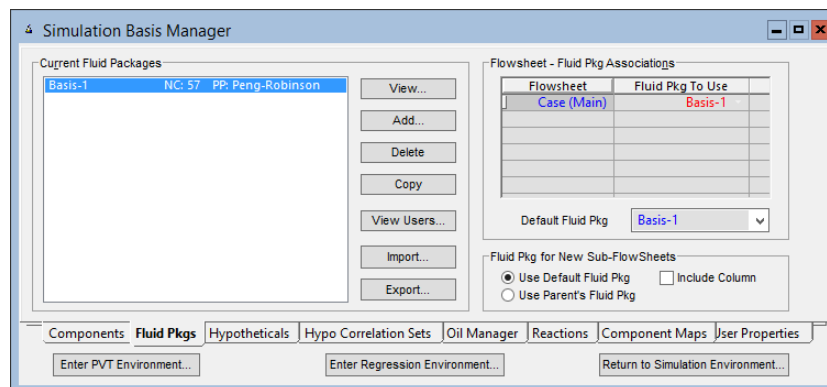 Simulation Basis Manager
Current Fluid Packages
Basis-1 NC: 57 PP: Peng-Robinson
View...
Add...
Delete
Copy
View Users...
Import...
Export...
Flowsheet - Fluid Pkg Associations
Flowsheet Fluid Pkg To Use
Case (Main) Basis-1
Default Fluid Pkg Basis-1
Fluid Pkg for New Sub-FlowSheets
Use Default Fluid Pkg Include Column
Use Parent's Fluid Pkg
Components Fluid Pkgs Hypotheticals Hypo Correlation Sets Oil Manager Reactions Component Maps User Properties
Enter PVT Environment... Enter Regression Environment... Return to Simulation Environment...